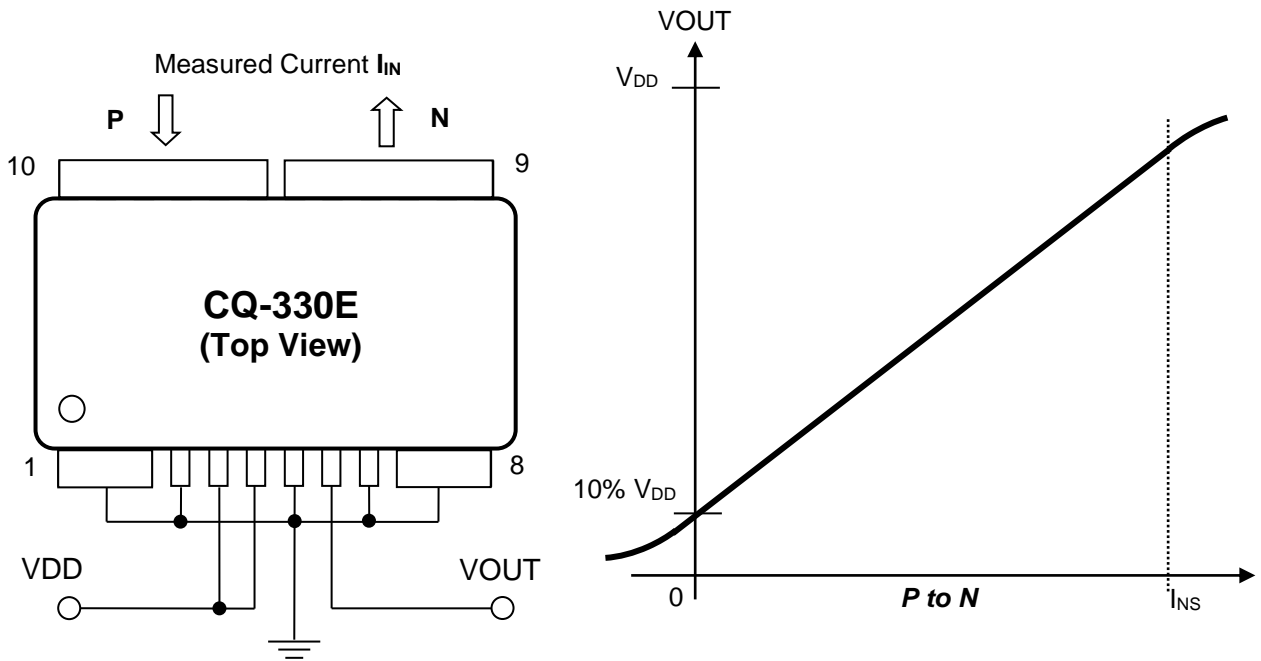 Measured Current IIN
P
N
10
9
CQ-330E
(Top View)
1
8
VDD
VOUT
VOUT
VDD
10% VDD
0
P to N
INS